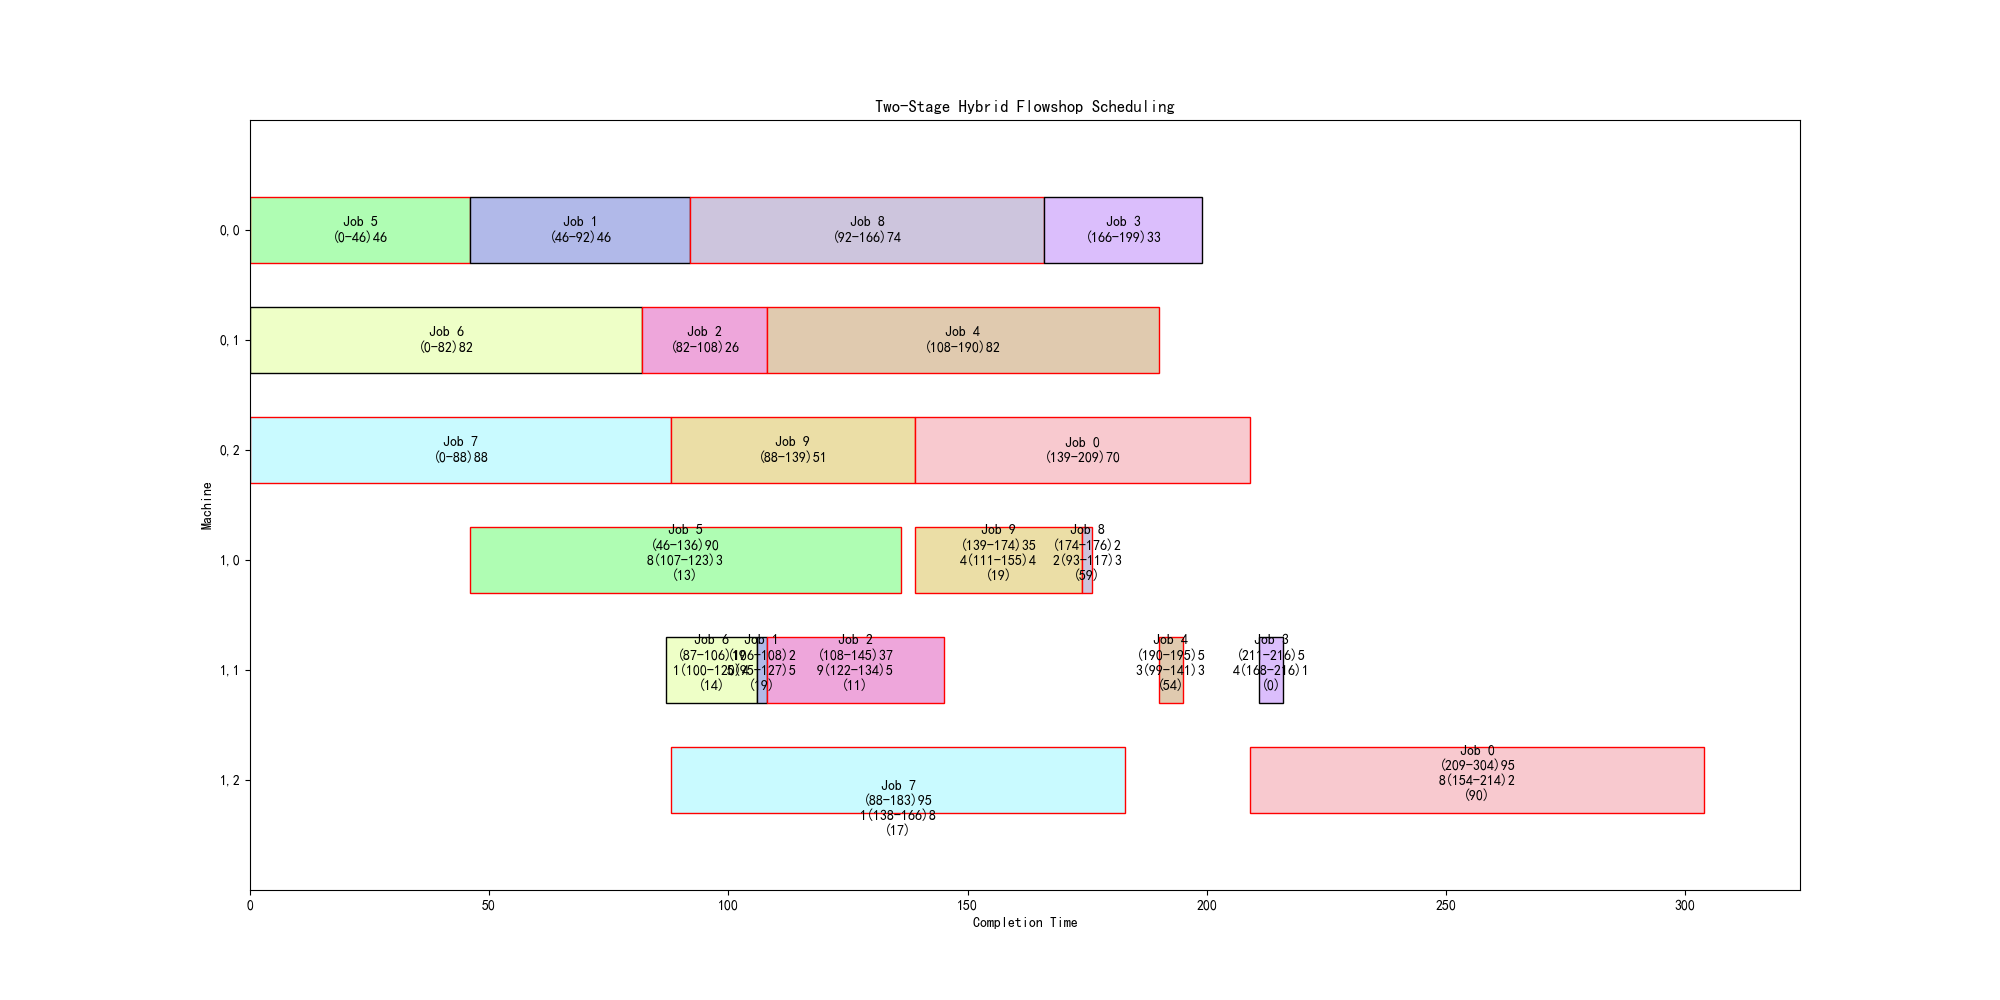 Two-Stage Hybrid Flowshop Scheduling
0,0
Job 5
(0-46)46
Job 1
(46-92)46
Job 8
(92-166)74
Job 3
(166-199)33
0,1
Job 6
(0-82)82
Job 2
(82-108)26
Job 4
(108-190)82
0,2
Job 7
(0-88)88
Job 9
(88-139)51
Job 0
(139-209)70
Machine
1,0
Job 5
(46-136)90
8(107-123)3
(13)
Job 9
(139-174)35
4(111-155)4
(19)
Job 8
(174-176)2
2(93-117)3
(59)
1,1
Job 6
(87-106)19
(14)
Job 1
(106-108)2
(19)
Job 2
(108-145)37
9(122-134)5
(11)
Job 4
(190-195)5
3(99-141)3
(54)
Job 3
(211-216)5
4(168-216)1
(0)
1,2
Job 7
(88-183)95
1(138-166)8
(17)
Job 0
(209-304)95
8(154-214)2
(90)
0
50
100
150
200
250
300
Completion Time